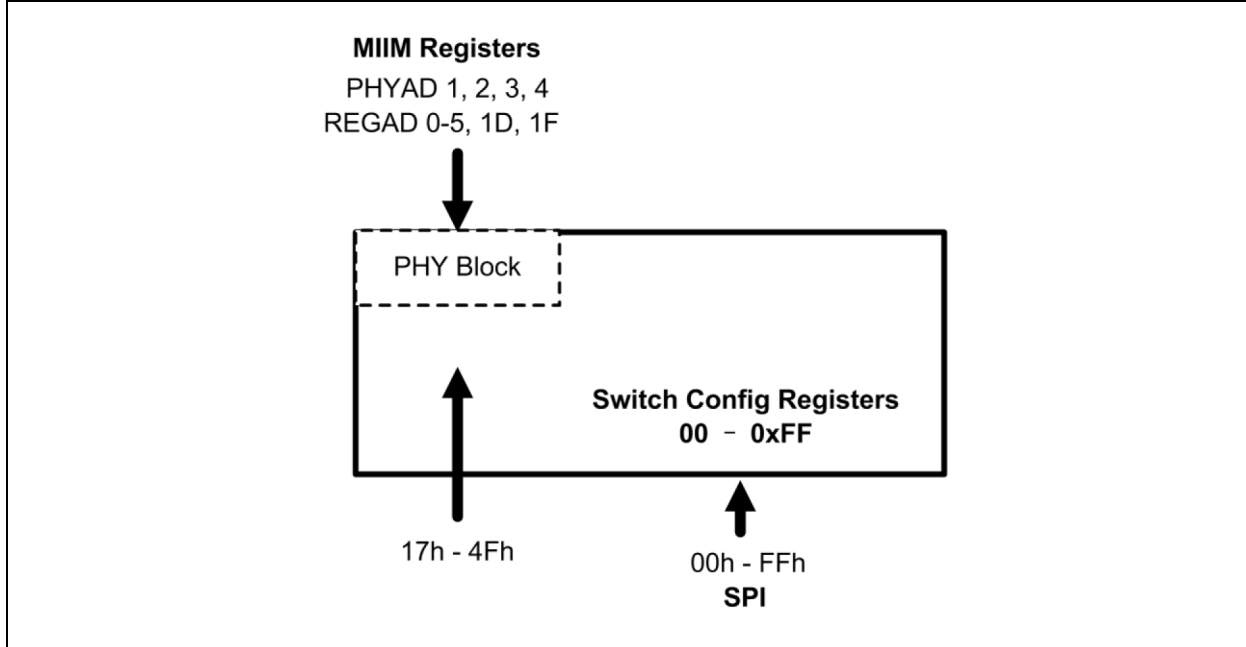 MIIM Registers
PHYAD 1, 2, 3, 4
REGAD 0-5, 1D, 1F
PHY Block
Switch Config Registers
00 – 0xFF
17h - 4Fh
00h - FFh
SPI